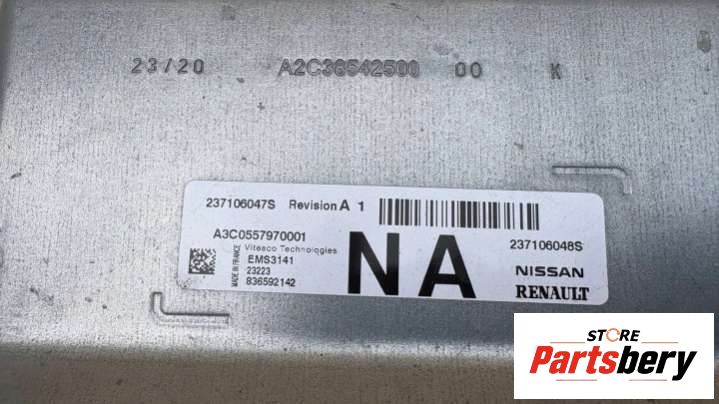 23/20 A2C38542500 00 K
237106047S Revision A 1
A3C0557970001
Vitesco Technologies
EMS3141
23223
836592142
MADE IN FRANCE
NA
237106048S
NISSAN
RENAULT
STORE
Partsbery